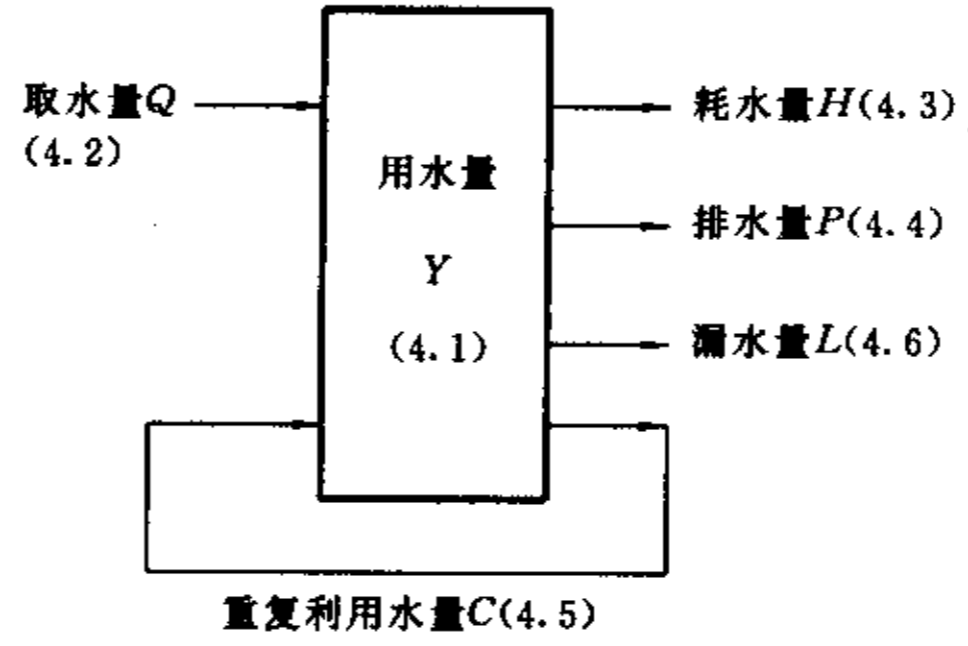 取水量Q
(4.2)
用水量
Y
(4.1)
耗水量H(4.3)
排水量P(4.4)
漏水量L(4.6)
重复利用水量C(4.5)